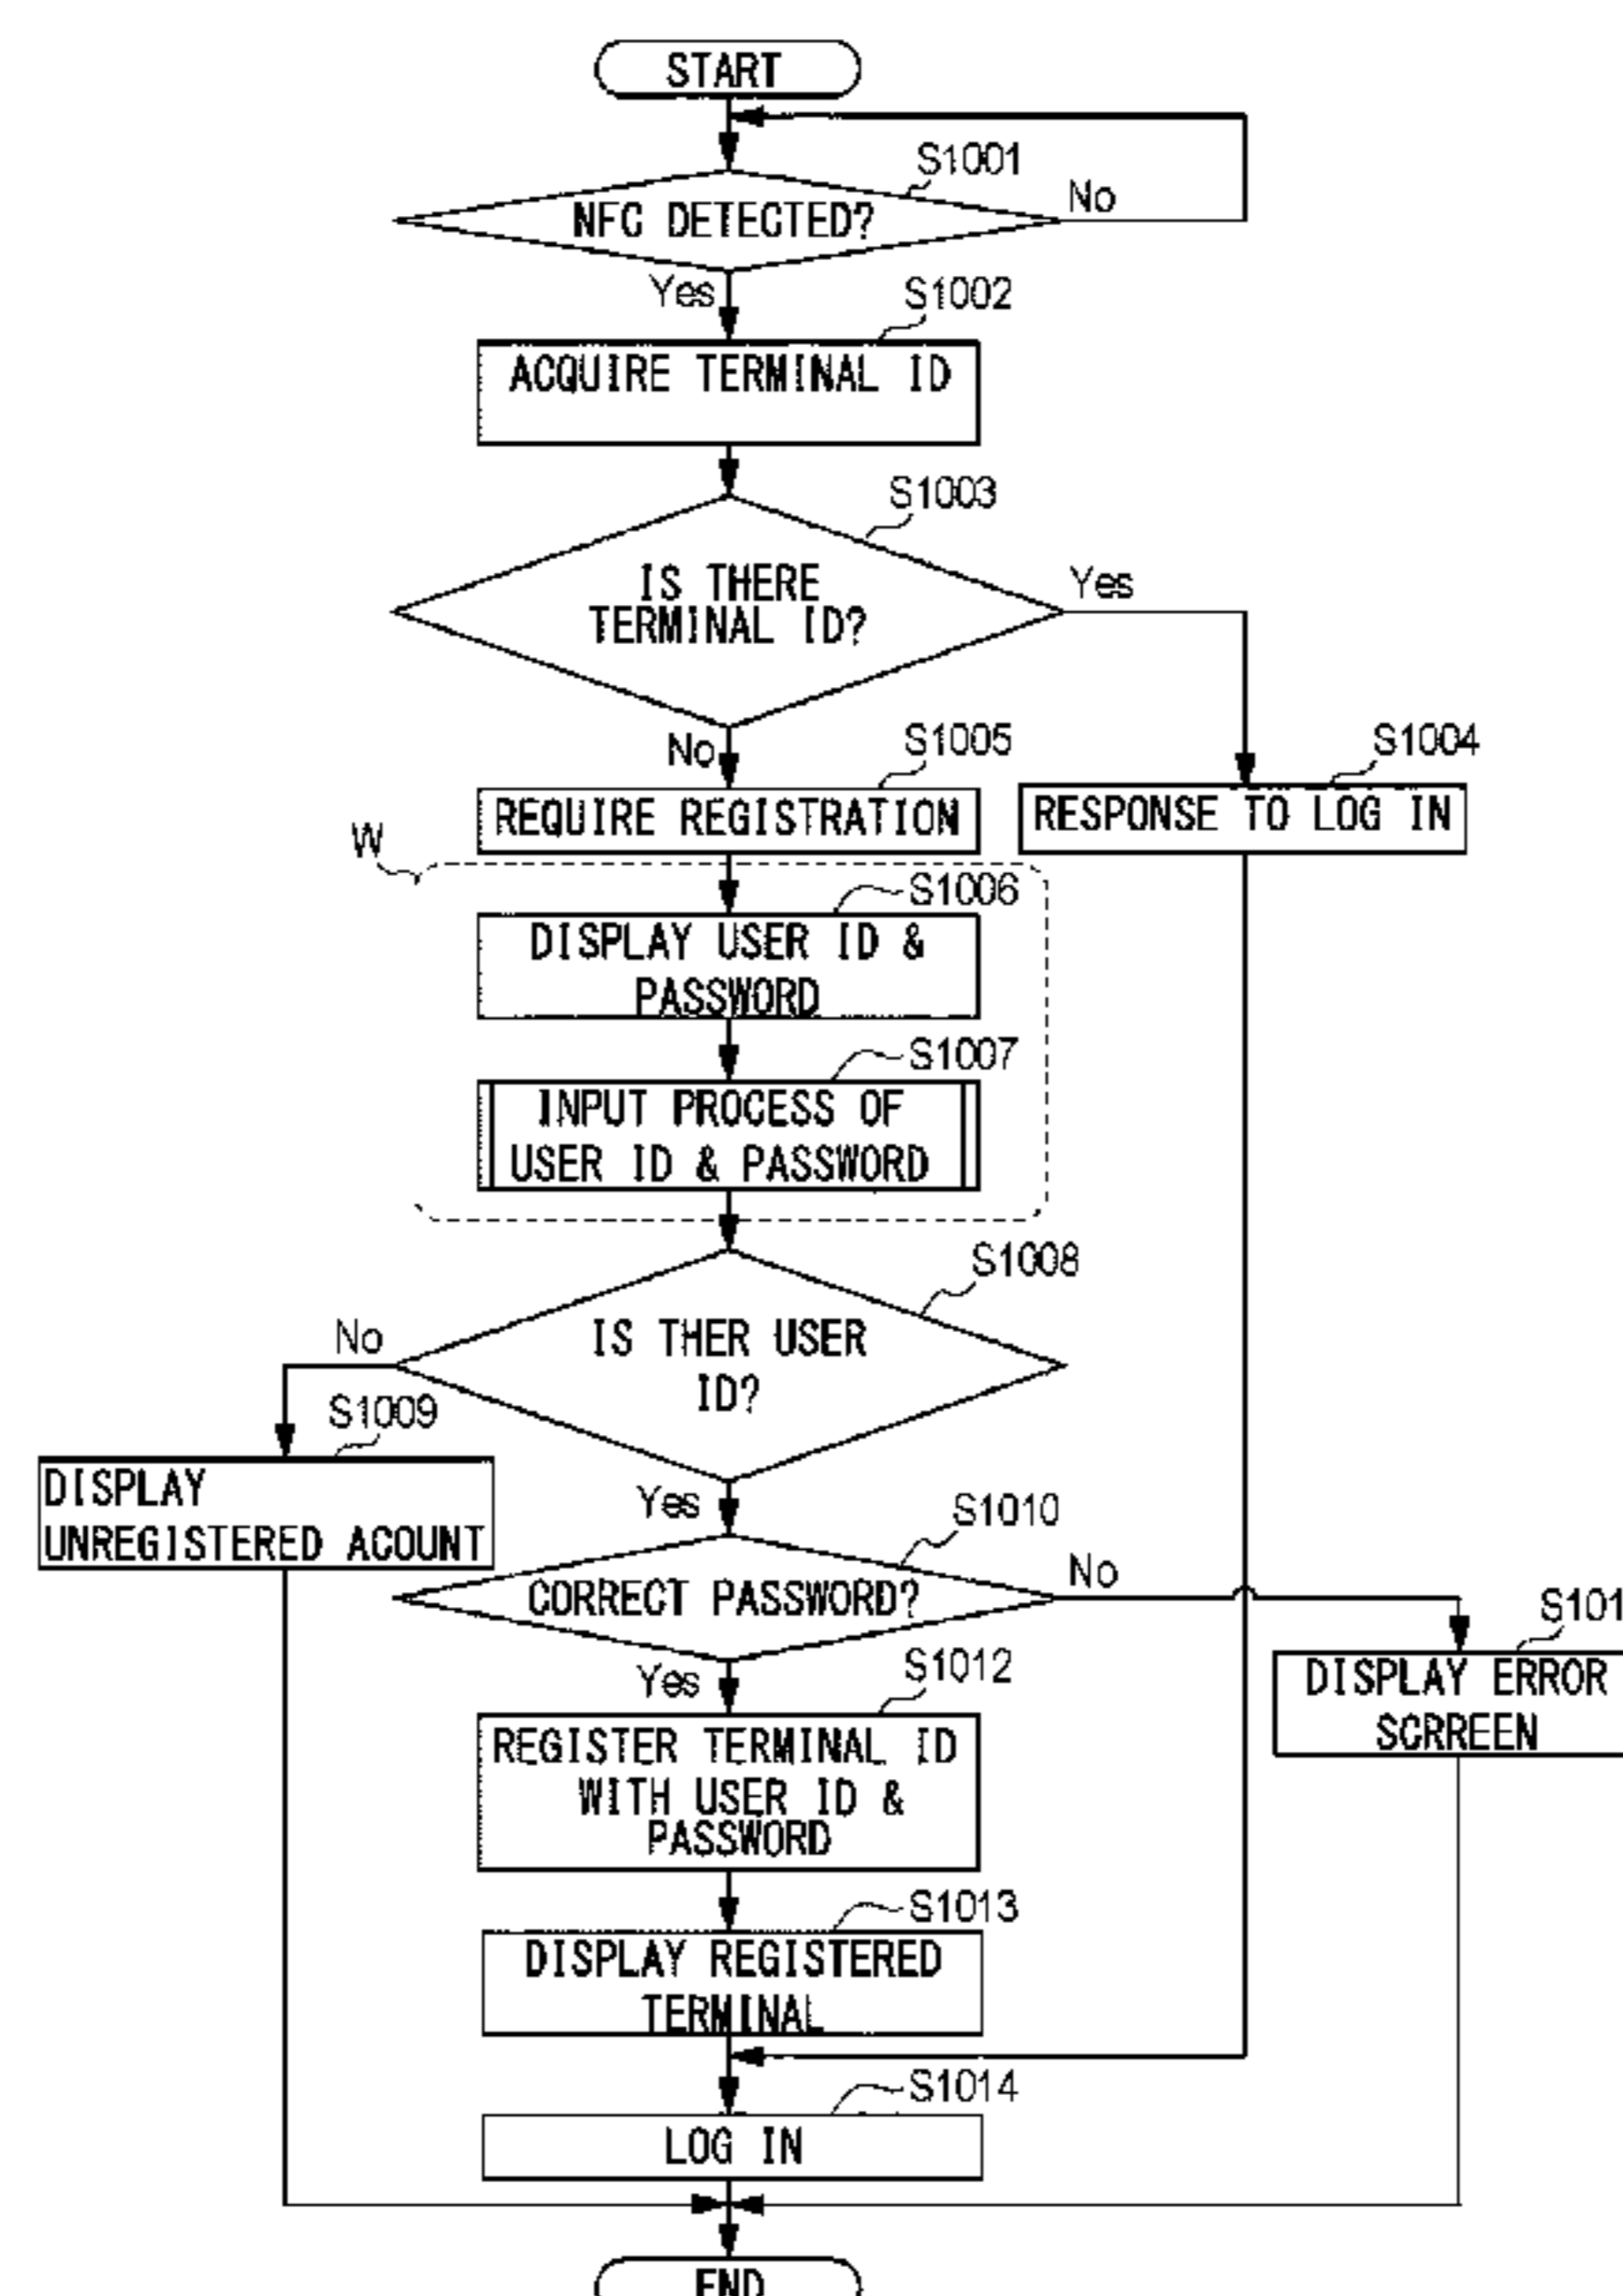 START
S1001
NFC DETECTED?
No
Yes
S1002
ACQUIRE TERMINAL ID
S1003
IS THERE
TERMINAL ID?
Yes
No
S1005
S1004
REQUIRE REGISTRATION
RESPONSE TO LOG IN
W
S1006
DISPLAY USER ID &
PASSWORD
S1007
INPUT PROCESS OF
USER ID & PASSWORD
S1008
No
IS THER USER
ID?
S1009
DISPLAY
UNREGISTERED ACOUNT
Yes
S1010
CORRECT PASSWORD?
No
S101
DISPLAY ERROR
SCRREEN
Yes
S1012
REGISTER TERMINAL ID
WITH USER ID &
PASSWORD
S1013
DISPLAY REGISTERED
TERMINAL
S1014
LOG IN
END